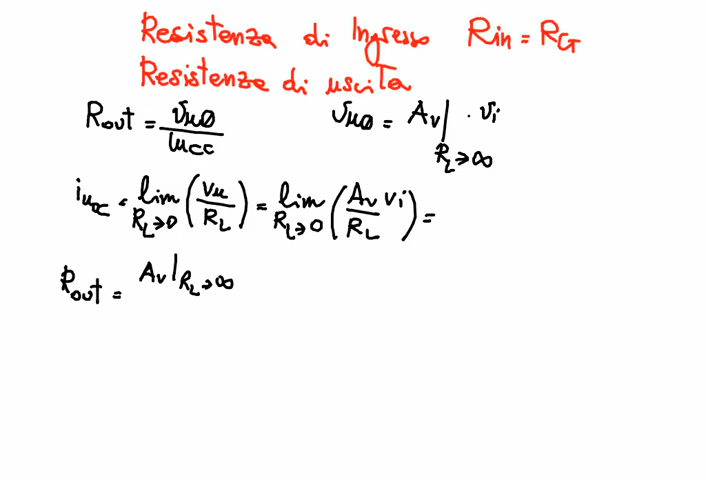 Resistenza di Ingresso Rin = RG
Resistenza di uscita
Rout = vu0 / iucc    vu0 = Av|RL→∞ · vi
iucc = lim RL→0 (vu / RL) = lim RL→0 (Av vi / RL) =
Rout = Av|RL→∞